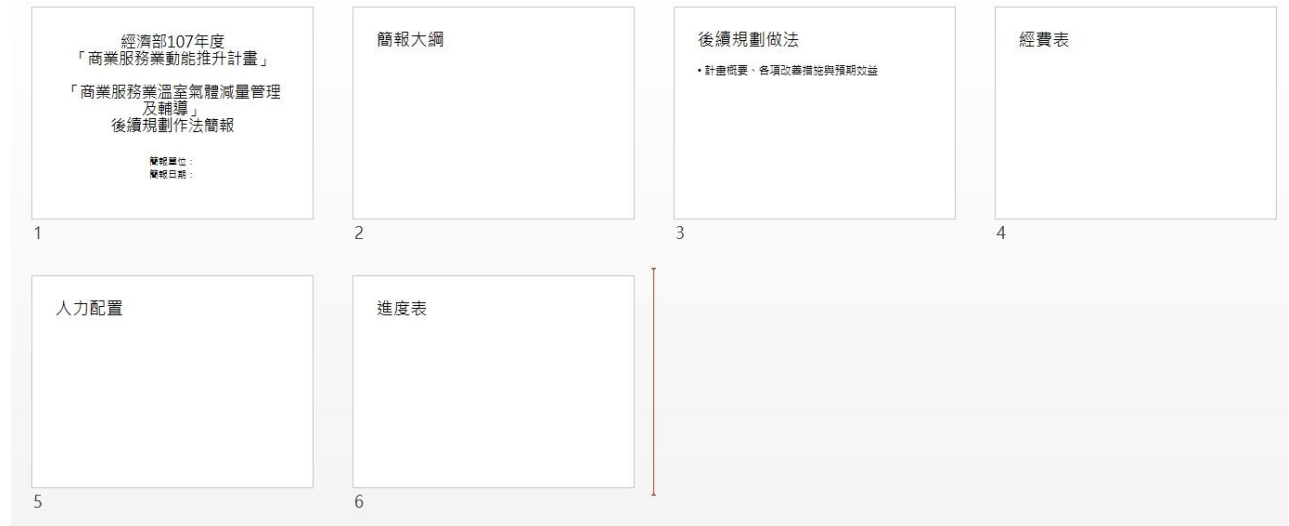 經濟部107年度
「商業服務業動能推升計畫」
「商業服務業溫室氣體減量管理
及輔導」
後續規劃作法簡報
簡報單位：
簡報日期：
1
簡報大綱
2
後續規劃做法
•計畫概要、各項改善措施與預期效益
3
經費表
4
人力配置
5
進度表
6